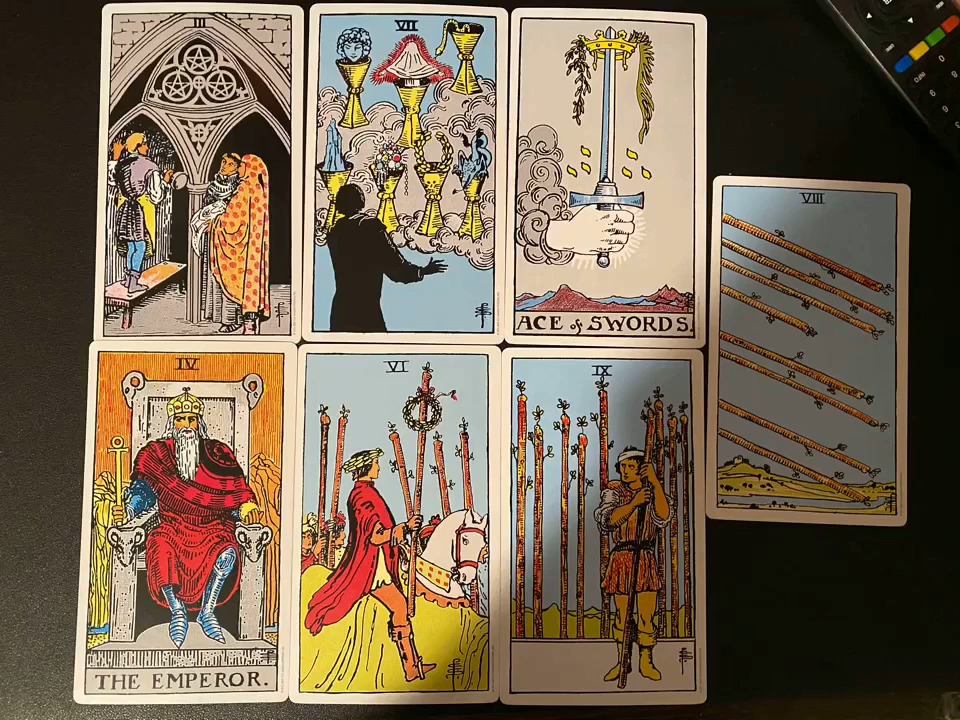 III
VII
ACE of SWORDS.
VIII
IV
THE EMPEROR.
VI
IX